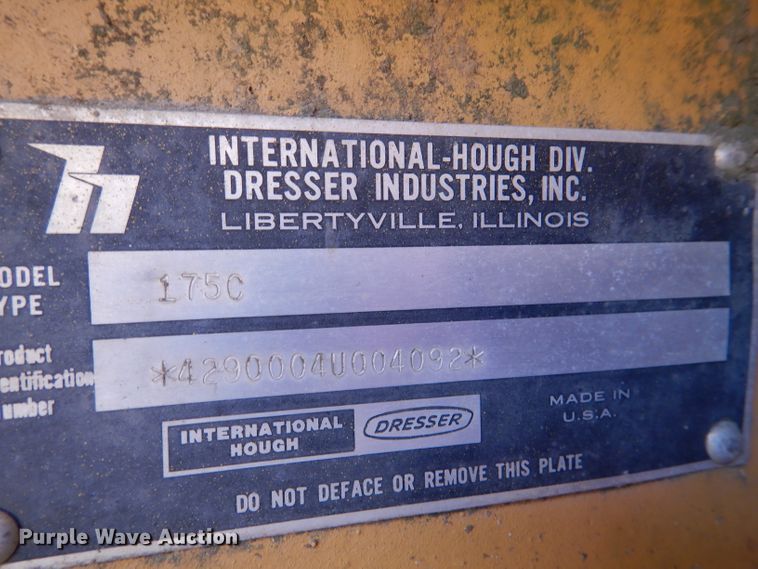 INTERNATIONAL-HOUGH DIV.
DRESSER INDUSTRIES, INC.
LIBERTYVILLE, ILLINOIS
ODEL
YPE
175C
roduct
entification
umber
*4290004U004092*
INTERNATIONAL
HOUGH
DRESSER
MADE IN
U.S.A.
DO NOT DEFACE OR REMOVE THIS PLATE
Purple Wave Auction